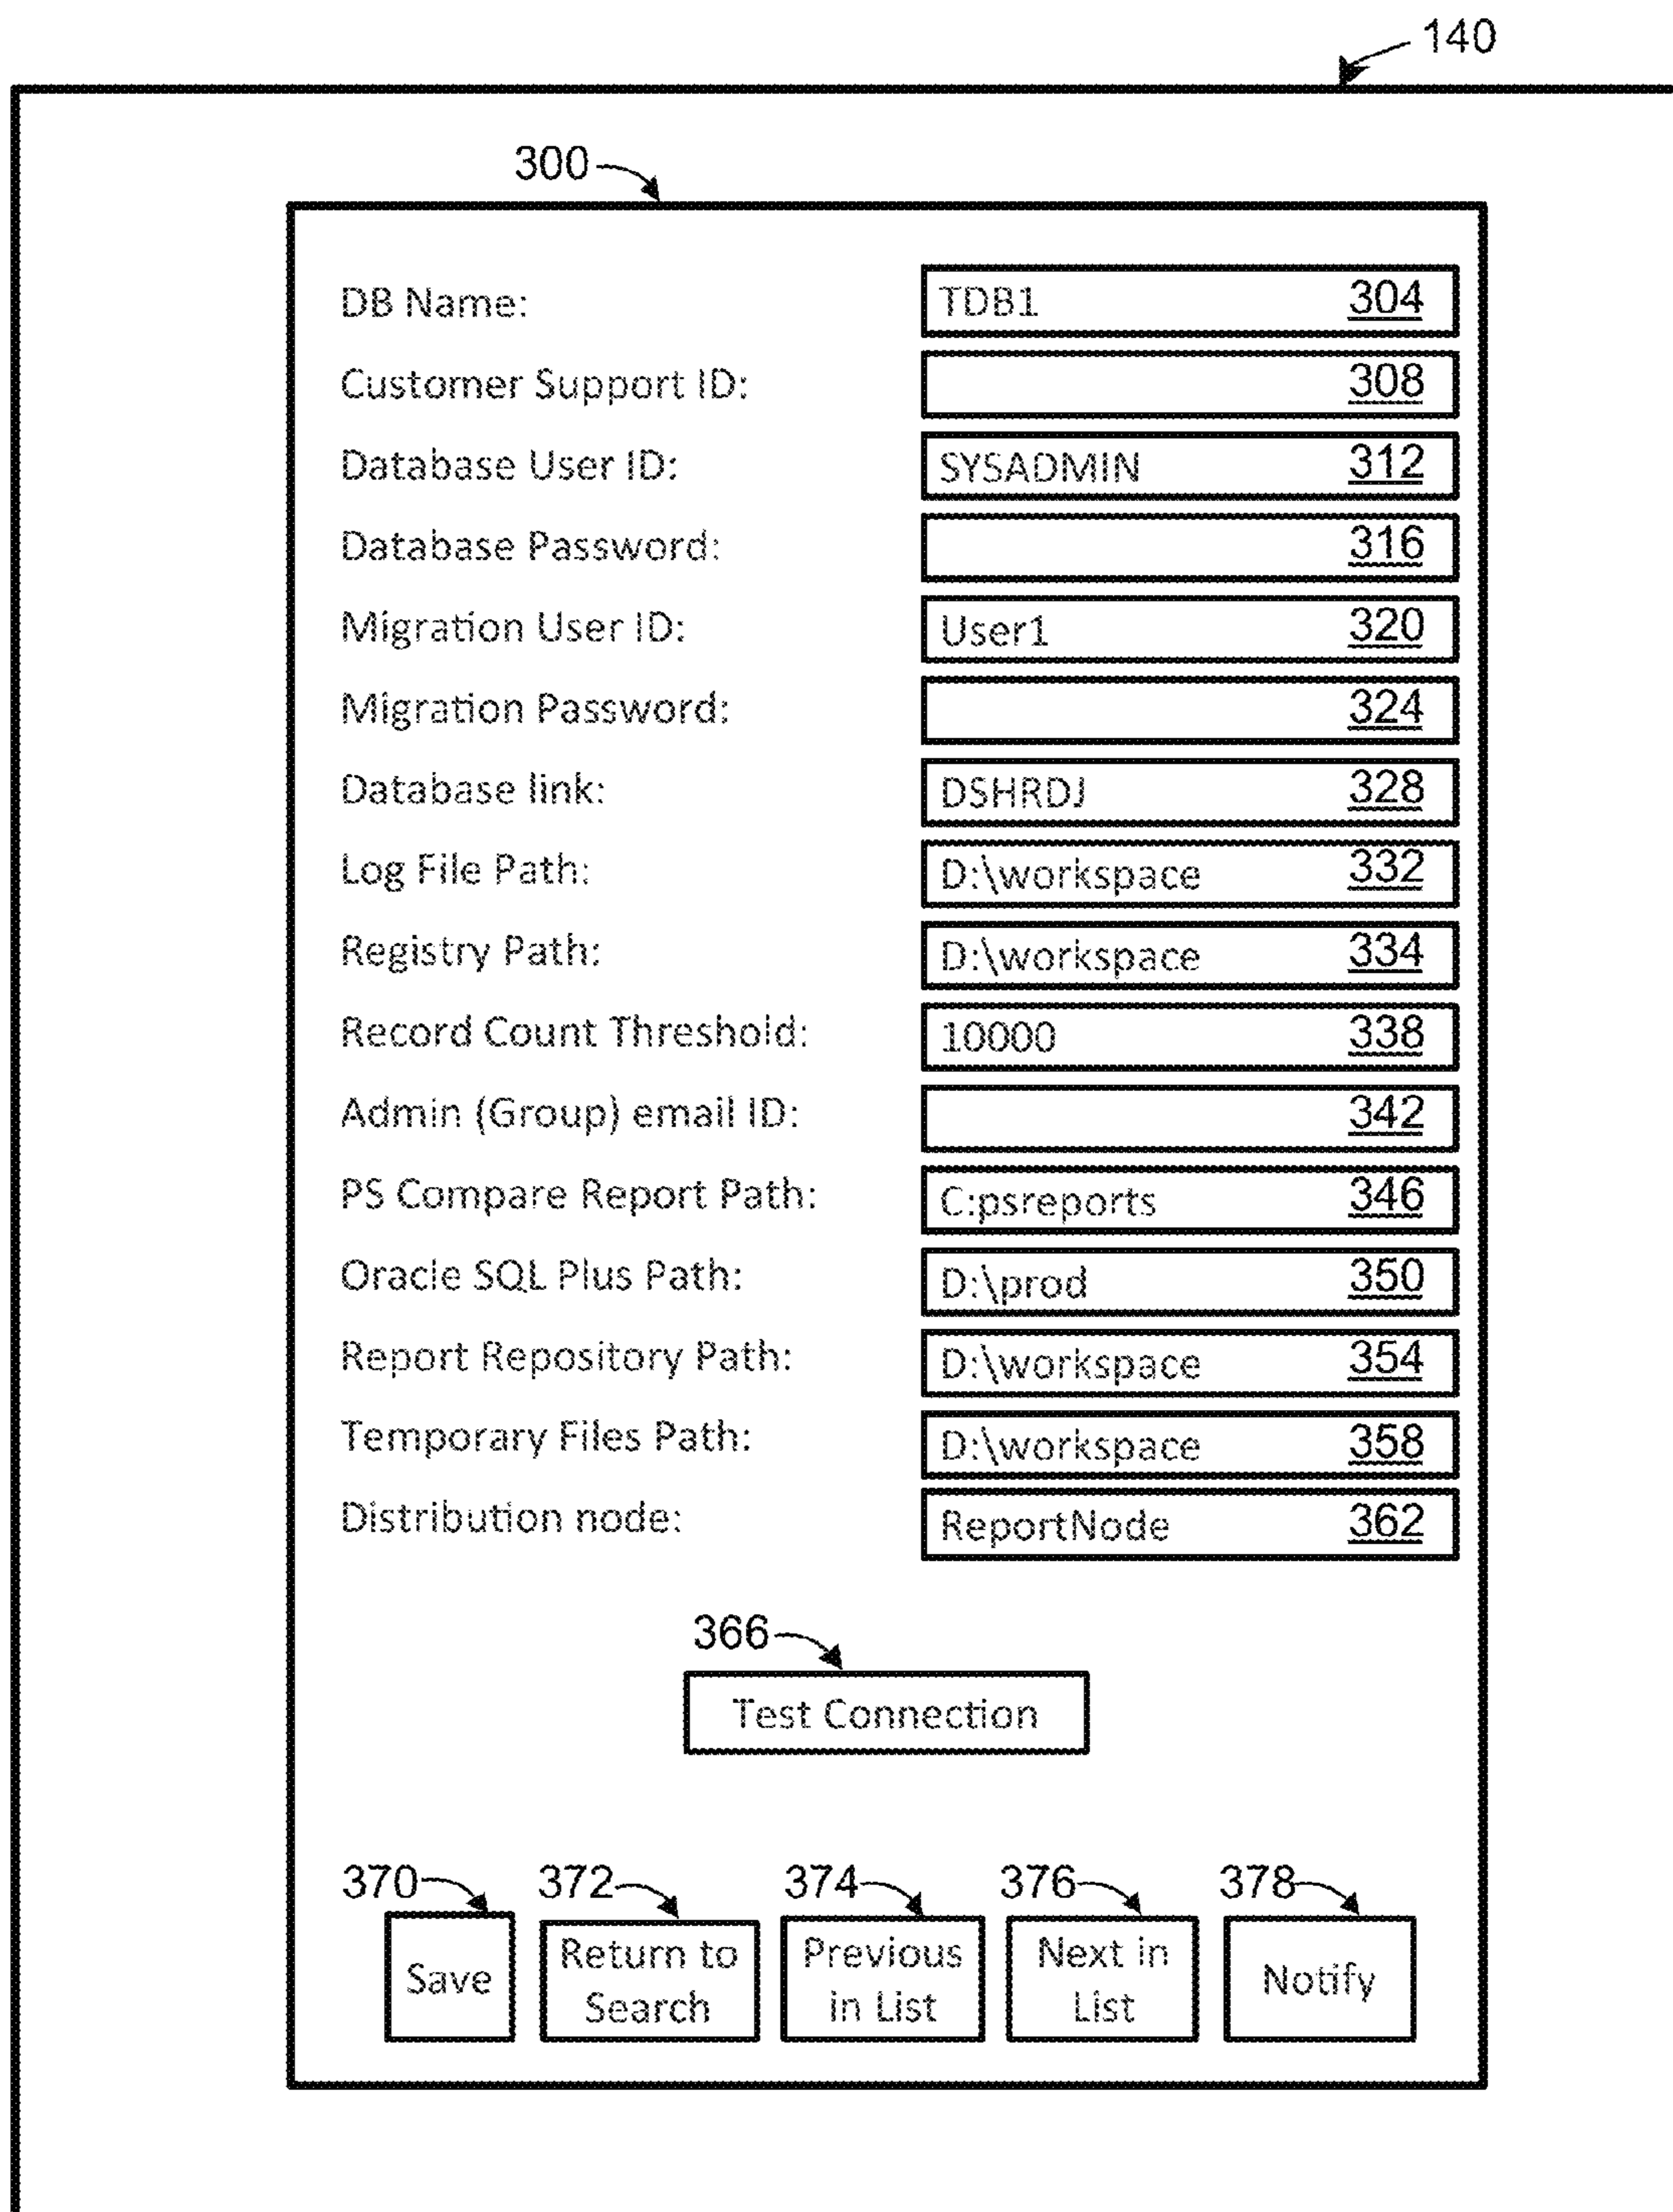 140
300
DB Name: TDB1 304
Customer Support ID: 308
Database User ID: SYSADMIN 312
Database Password: 316
Migration User ID: User1 320
Migration Password: 324
Database link: DSHRDJ 328
Log File Path: D:\workspace 332
Registry Path: D:\workspace 334
Record Count Threshold: 10000 338
Admin (Group) email ID: 342
PS Compare Report Path: C:psreports 346
Oracle SQL Plus Path: D:\prod 350
Report Repository Path: D:\workspace 354
Temporary Files Path: D:\workspace 358
Distribution node: ReportNode 362
366
Test Connection
370 372 374 376 378
Save
Return to
Search
Previous
in List
Next in
List
Notify